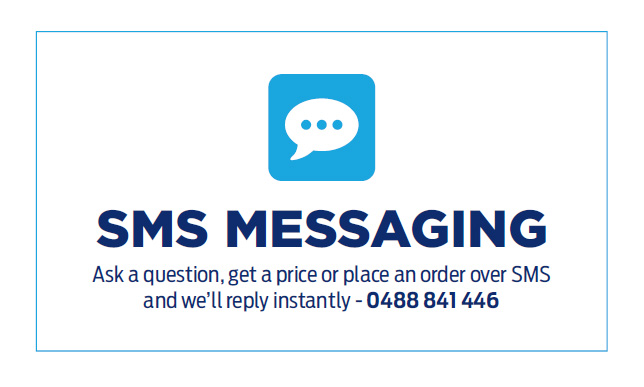 SMS MESSAGING
Ask a question, get a price or place an order over SMS
and we'll reply instantly - 0488 841 446